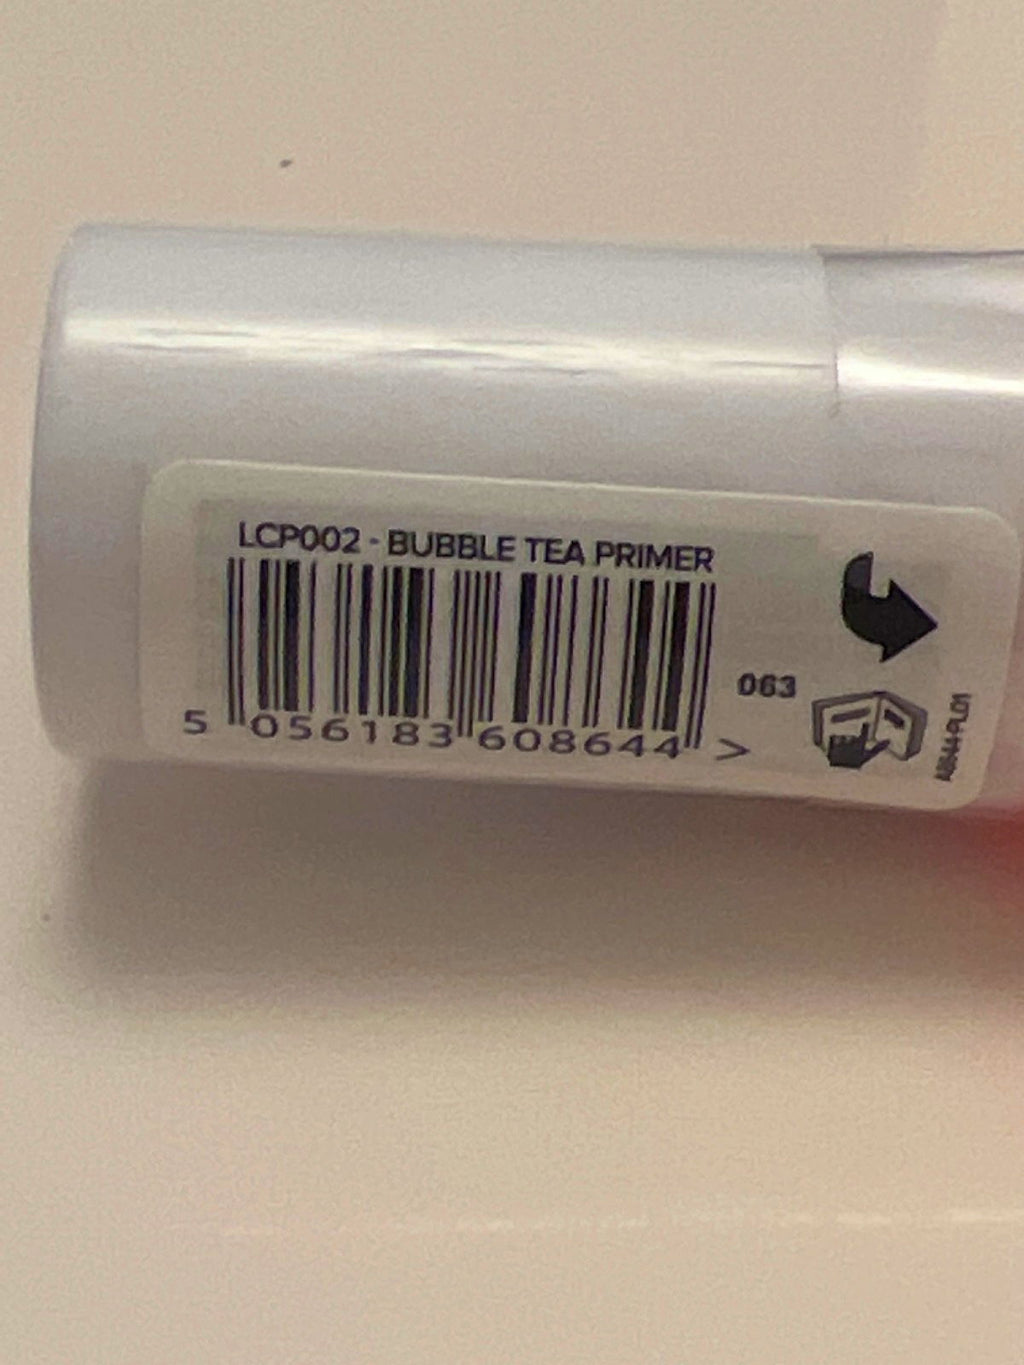 LCP002 - BUBBLE TEA PRIMER
063
5 056183 608644 >